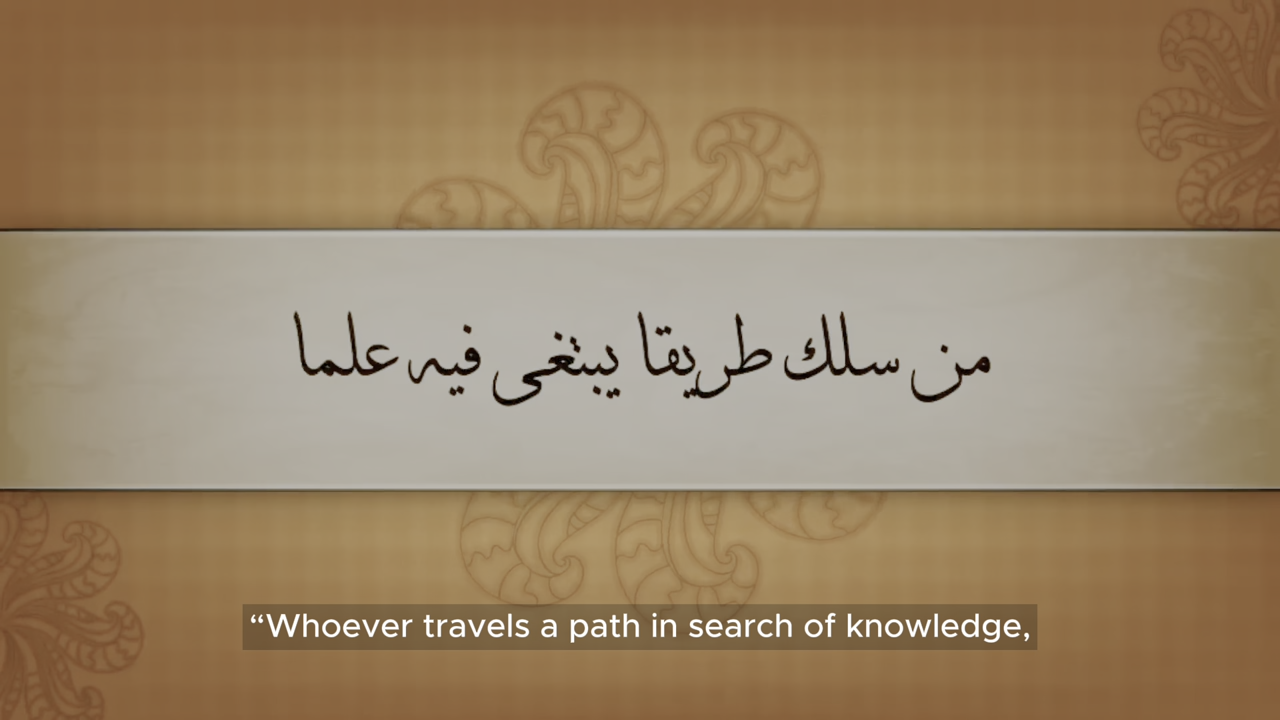 من سلك طريقا يبتغى فيه علما
“Whoever travels a path in search of knowledge,